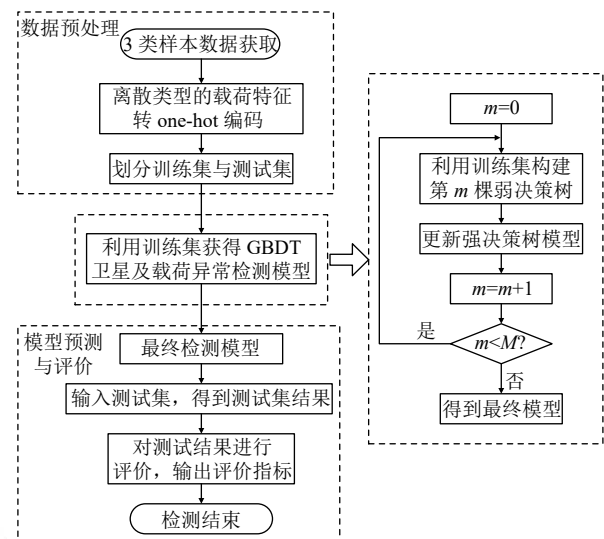 数据预处理
3 类样本数据获取
离散类型的载荷特征
转 one-hot 编码
划分训练集与测试集
利用训练集获得 GBDT
卫星及载荷异常检测模型
模型预测
与评价
最终检测模型
输入测试集，得到测试集结果
对测试结果进行
评价，输出评价指标
检测结束
m=0
利用训练集构建
第 m 棵弱决策树
更新强决策树模型
m=m+1
是
m<M?
否
得到最终模型